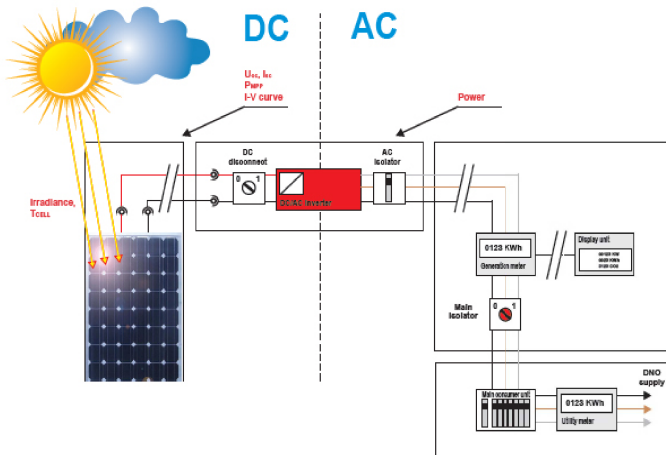 DC
AC
Uoc, Isc
PMPP
I-V curve
Power
DC
disconnect
0 1
AC
isolator
DC/AC inverter
Irradiance,
TCELL
0123 KWh
Generation meter
Display unit
Main
isolator
0 1
DNO
supply
Main consumer unit
0123 KWh
Utility meter